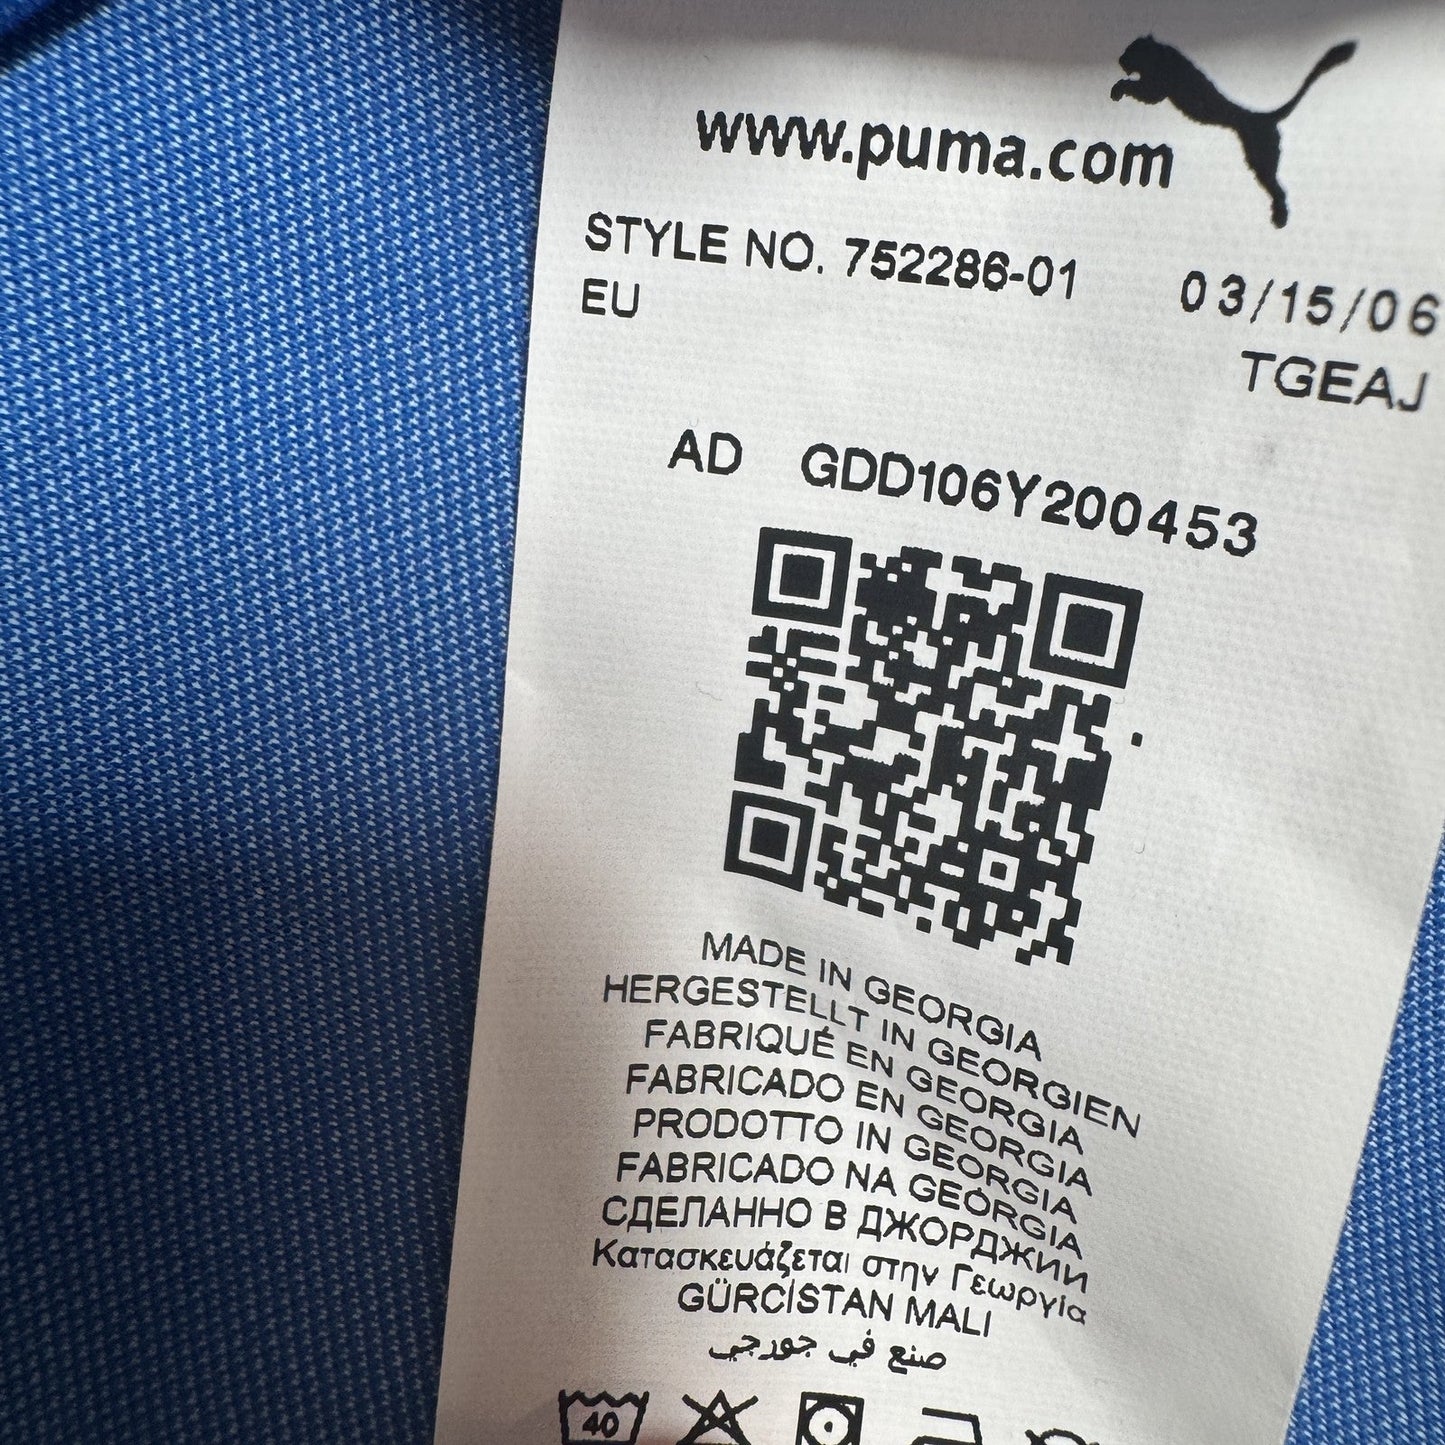 www.puma.com
STYLE NO. 752286-01 03/15/06
EU TGEAJ
AD GDD106Y200453
MADE IN GEORGIA
HERGESTELLT IN GEORGIEN
FABRIQUÉ EN GEORGIA
FABRICADO EN GEORGIA
PRODOTTO IN GEORGIA
FABRICADO NA GEÓRGIA
СДЕЛАННО В ДЖОРДЖИИ
Κατασκευάζεται στην Γεωργία
GÜRCİSTAN MALI
صنع في جورجي
40